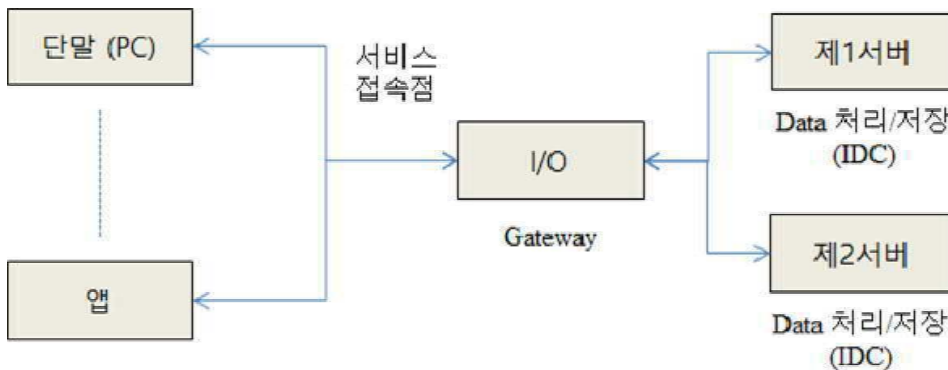 단말 (PC)
서비스
접속점
제1서버
Data 처리/저장
(IDC)
I/O
Gateway
제2서버
앱
Data 처리/저장
(IDC)